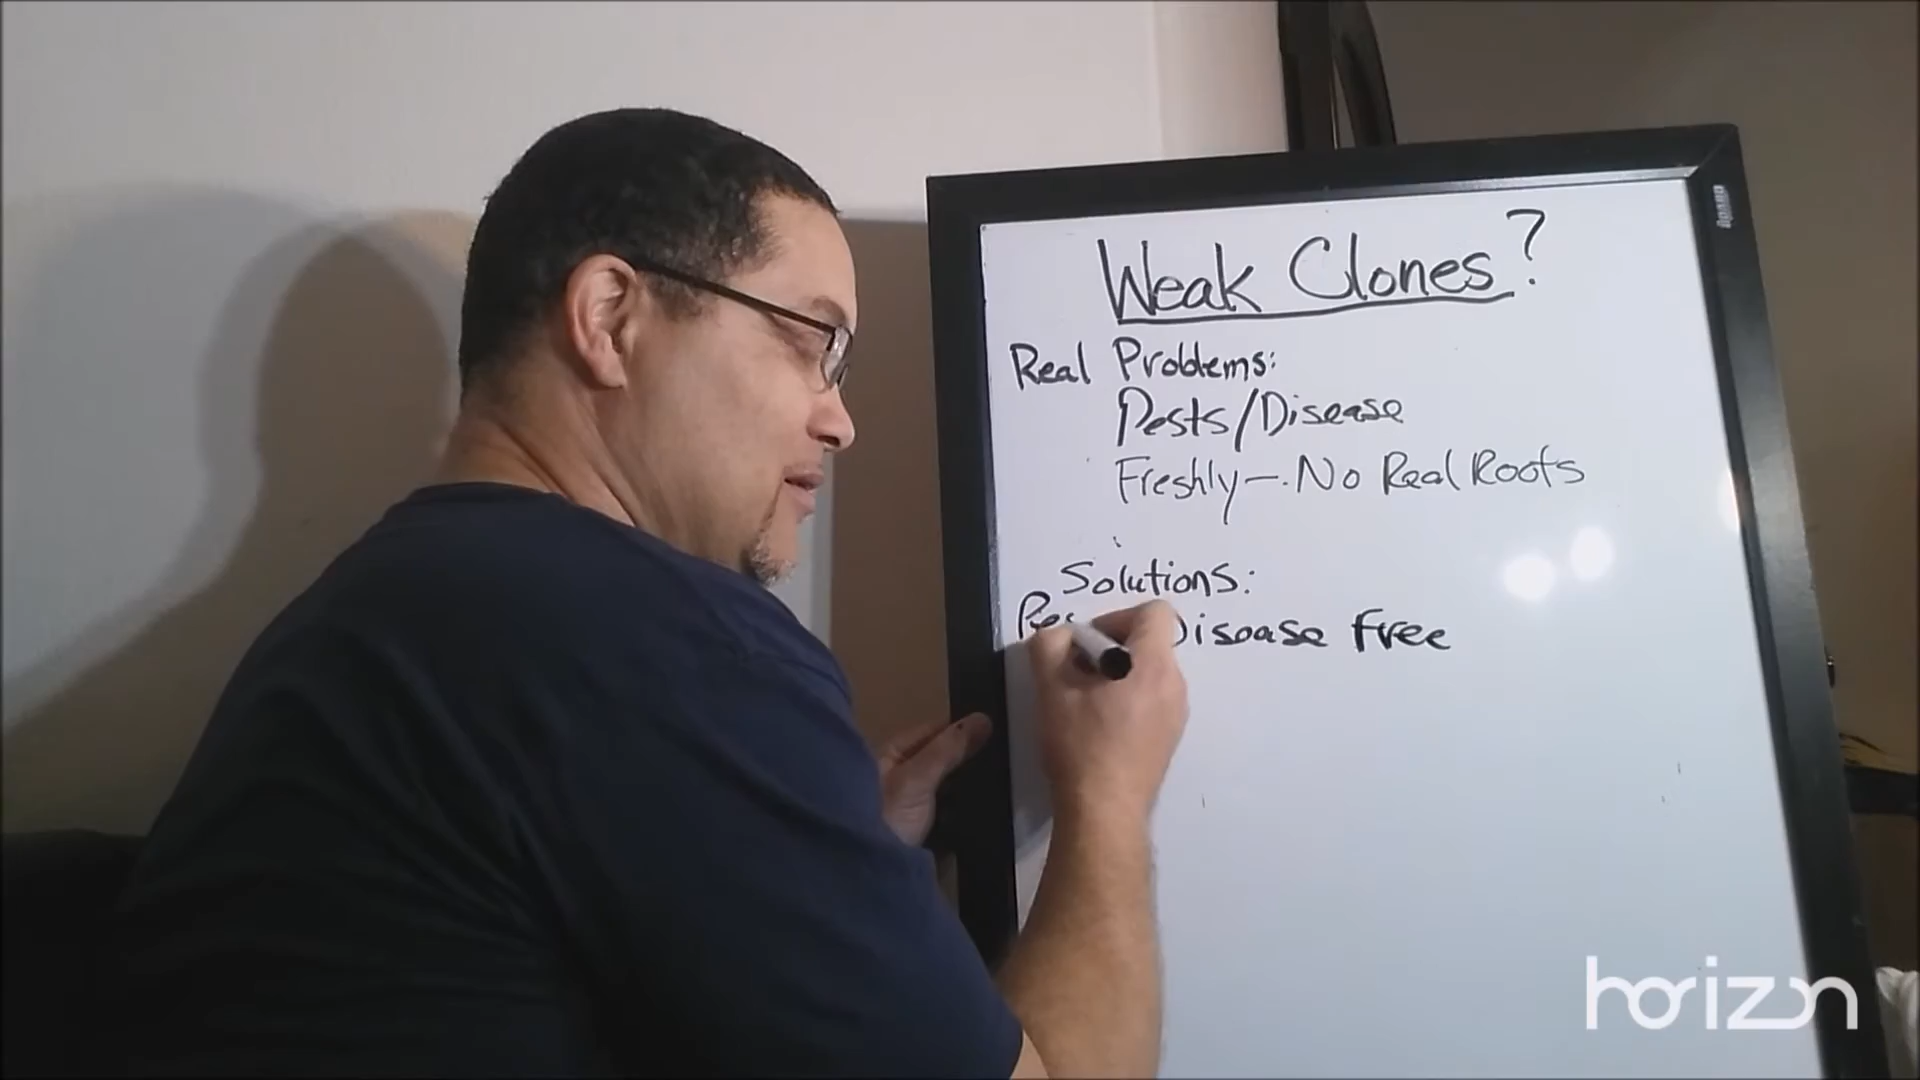 Weak Clones?
Real Problems:
Pests/Disease
Freshly—. No Real Roots
Solutions:
Disease Free
horizon